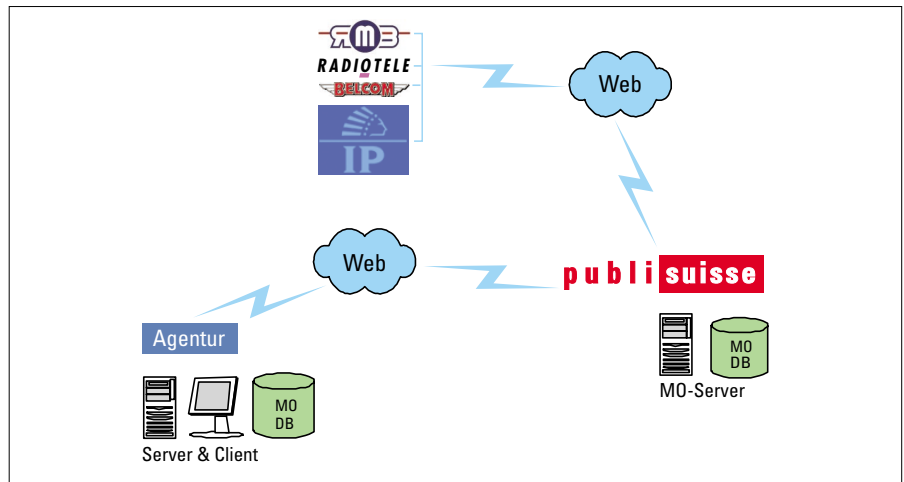 RMB
RADIOTELE
BELCOM
IP
Web
Web
publisuisse
Agentur
MO
DB
MO-Server
MO
DB
Server & Client